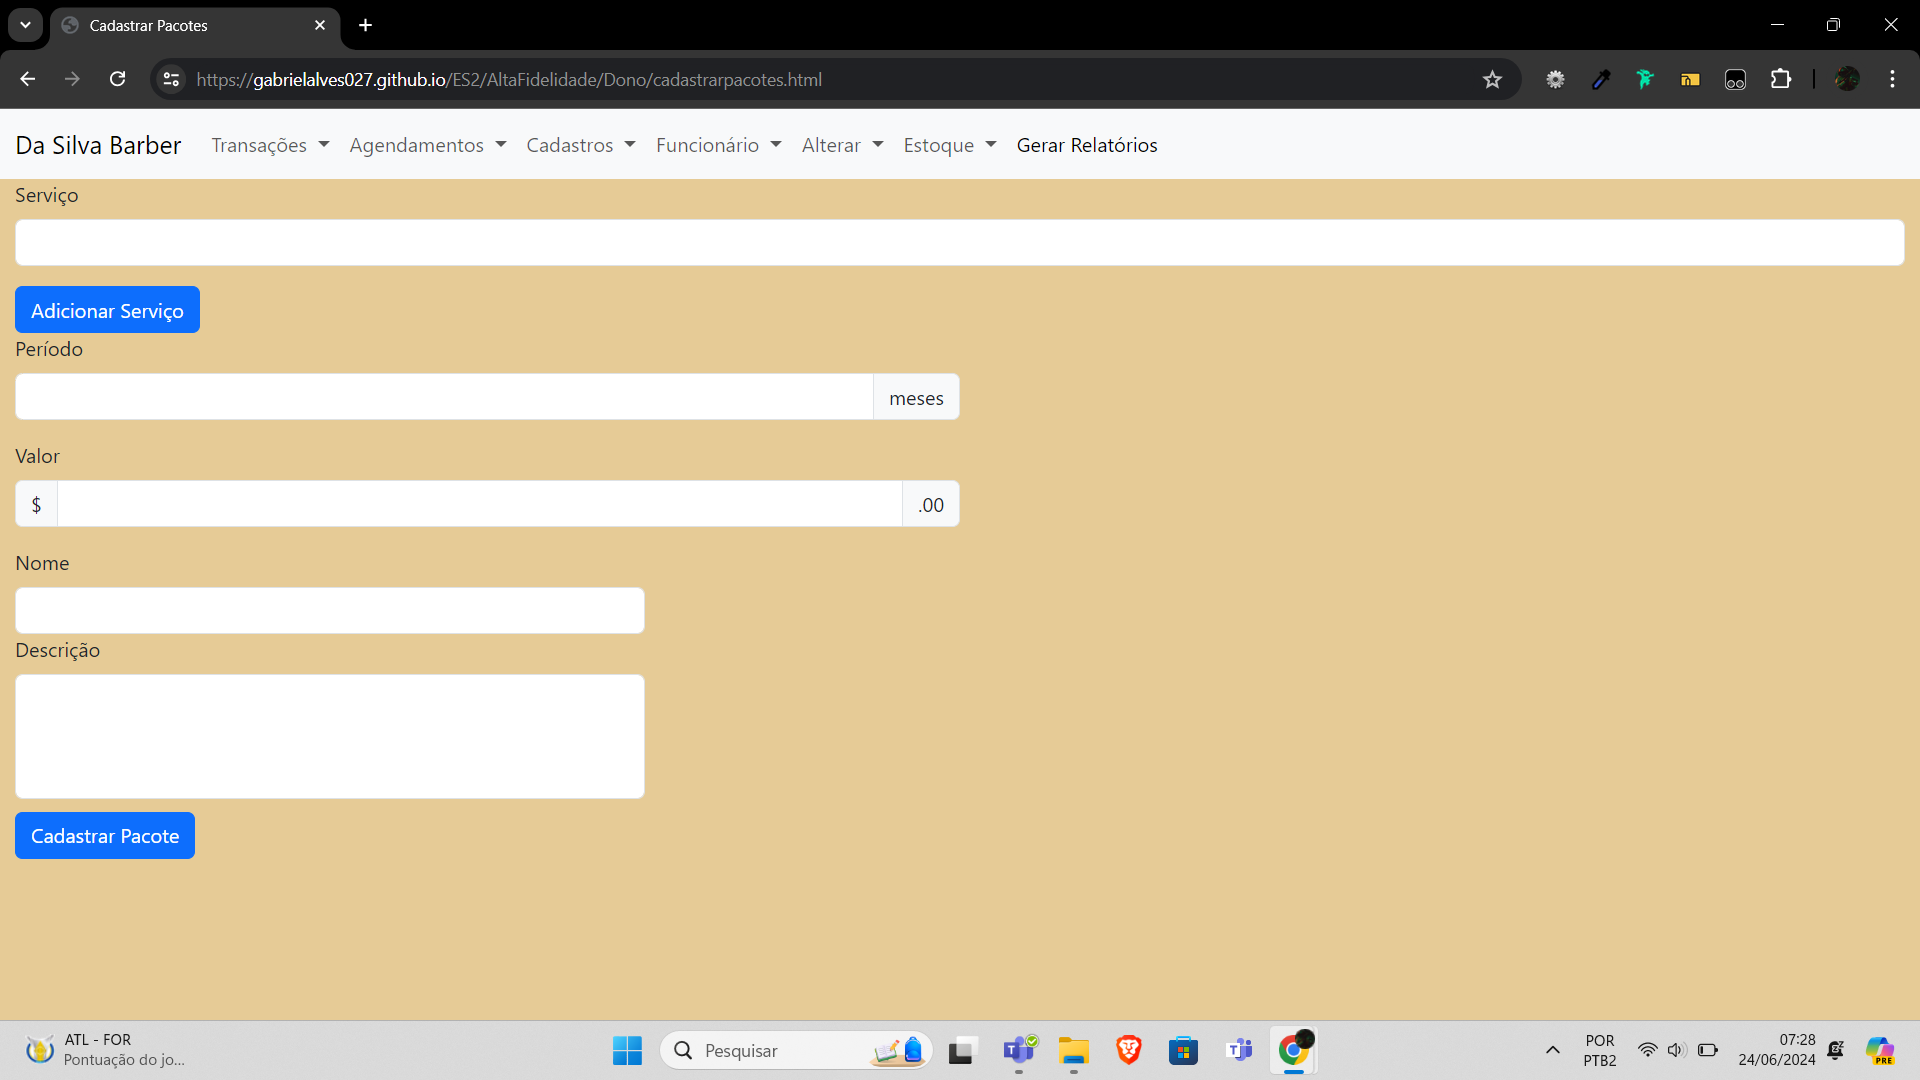 Cadastrar Pacotes
https://gabrielalves027.github.io/ES2/AltaFidelidade/Dono/cadastrarpacotes.html
Da Silva Barber Transações Agendamentos Cadastros Funcionário Alterar Estoque Gerar Relatórios
Serviço
Adicionar Serviço
Período
meses
Valor
$ .00
Nome
Descrição
Cadastrar Pacote
ATL - FOR
Pontuação do jo...
Pesquisar
POR
PTB2
07:28
24/06/2024
PRE